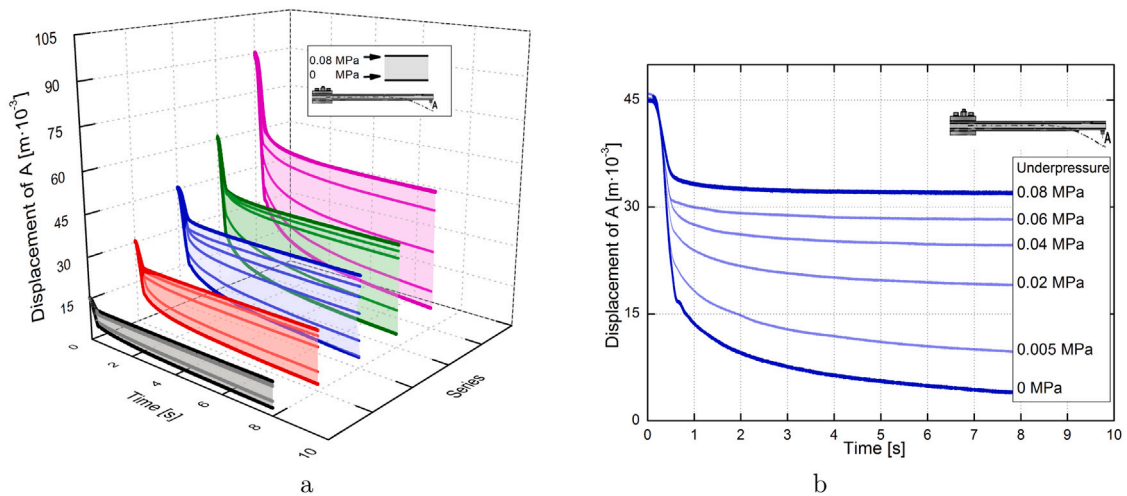 105
90
75
60
45
30
15
Displacement of A [m·10⁻³]
0
2
4
6
8
10
Time [s]
Series
0.08 MPa
0 MPa
A
a
45
30
15
0
Displacement of A [m·10⁻³]
0 1 2 3 4 5 6 7 8 9 10
Time [s]
A
Underpressure
0.08 MPa
0.06 MPa
0.04 MPa
0.02 MPa
0.005 MPa
0 MPa
b